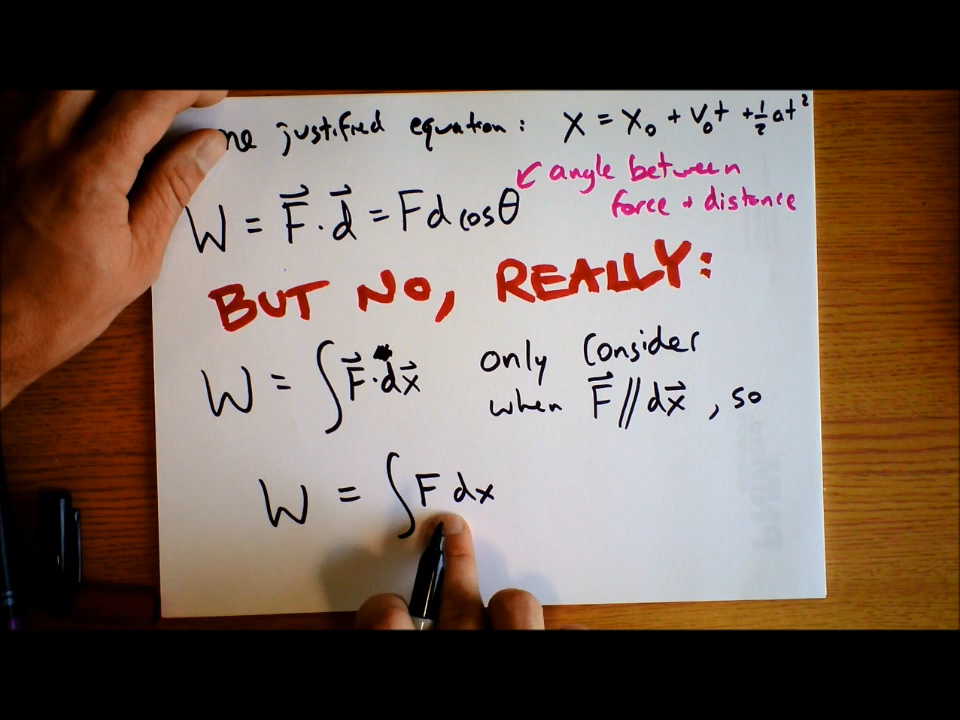 justified equation: x = x₀ + v₀t + ½at²
angle between
force + distance
W = F⃗ · d⃗ = Fd cosθ
BUT NO, REALLY:
W = ∫F⃗·dx⃗ only consider
when F⃗ // dx⃗, so
W = ∫F dx